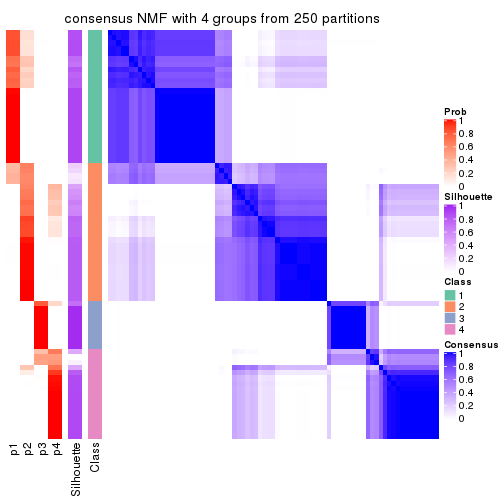 consensus NMF with 4 groups from 250 partitions
Prob
1
0.8
0.6
0.4
0.2
0
Silhouette
1
0.8
0.6
0.4
0.2
0
Class
1
2
3
4
Consensus
1
0.8
0.6
0.4
0.2
0
p1
p2
p3
p4
Silhouette
Class